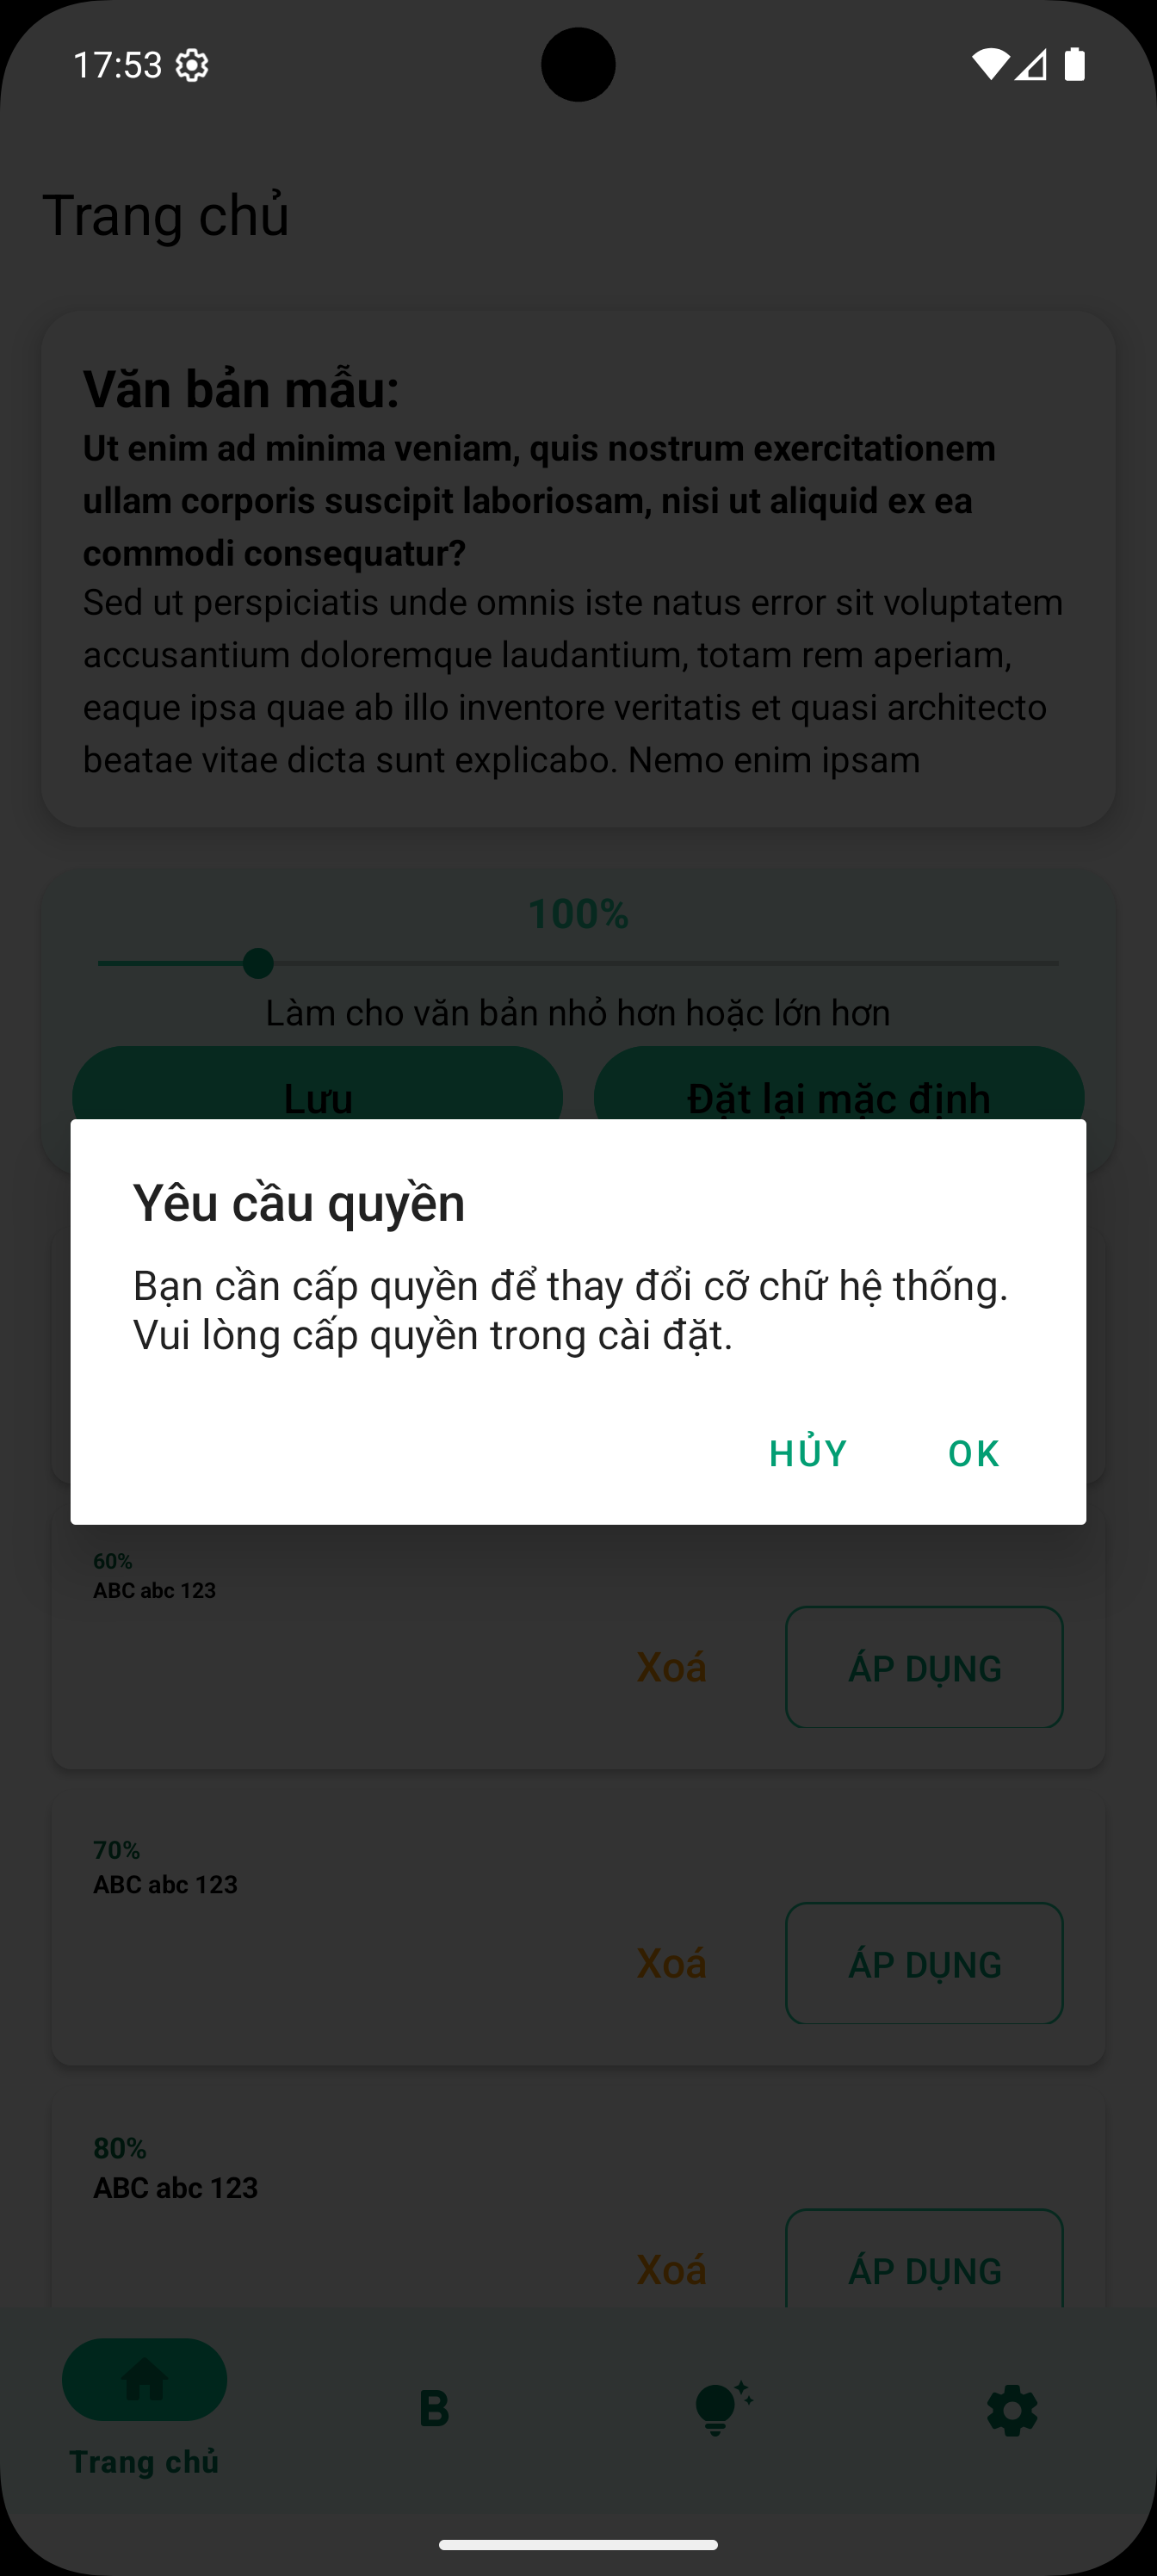 17:53
Trang chủ
Văn bản mẫu:
Ut enim ad minima veniam, quis nostrum exercitationem
ullam corporis suscipit laboriosam, nisi ut aliquid ex ea
commodi consequatur?
Sed ut perspiciatis unde omnis iste natus error sit voluptatem
accusantium doloremque laudantium, totam rem aperiam,
eaque ipsa quae ab illo inventore veritatis et quasi architecto
beatae vitae dicta sunt explicabo. Nemo enim ipsam
100%
Làm cho văn bản nhỏ hơn hoặc lớn hơn
Lưu Đặt lại mặc định
Yêu cầu quyền
Bạn cần cấp quyền để thay đổi cỡ chữ hệ thống.
Vui lòng cấp quyền trong cài đặt.
HỦY OK
60%
ABC abc 123
Xoá ÁP DỤNG
70%
ABC abc 123
Xoá ÁP DỤNG
80%
ABC abc 123
Xoá ÁP DỤNG
B
Trang chủ